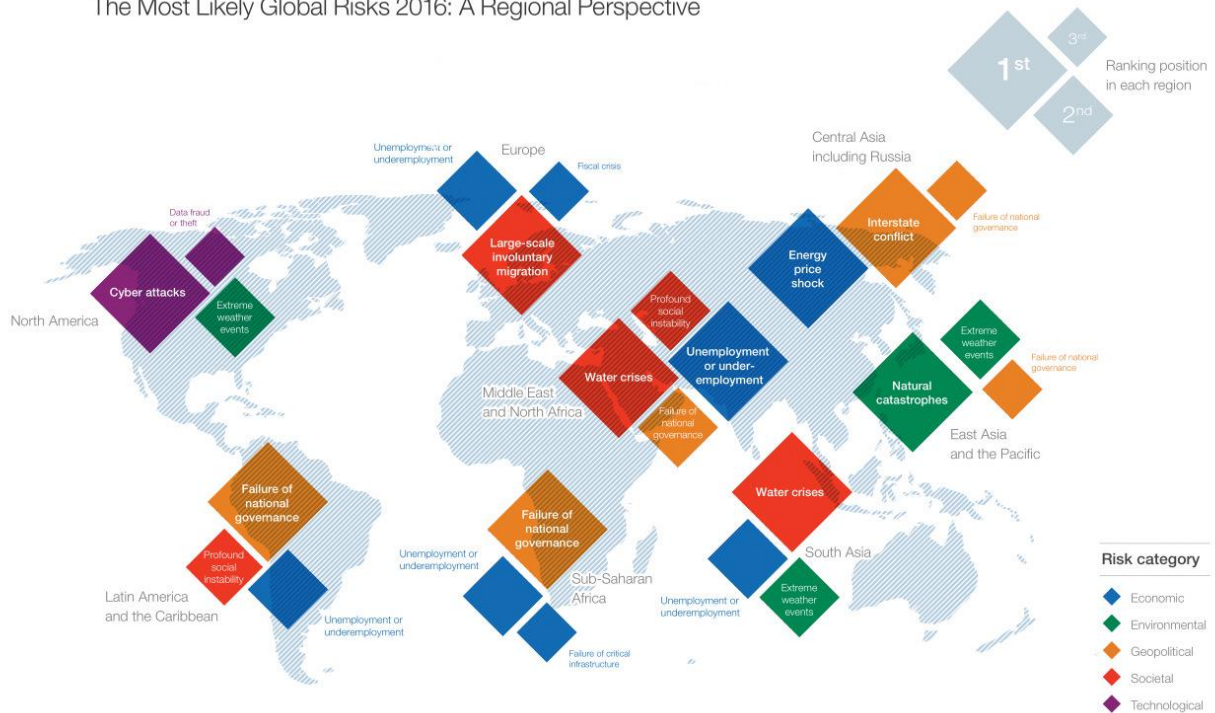 The Most Likely Global Risks 2016: A Regional Perspective
1st
3rd
2nd
Ranking position
in each region
Central Asia
including Russia
Unemployment or
underemployment
Europe
Fiscal crisis
Interstate
conflict
Failure of national
governance
Data fraud
or theft
Large-scale
involuntary
migration
Energy
price
shock
Cyber attacks
Extreme
weather
events
North America
Profound
social
instability
Unemployment
or under-
employment
Water crises
Middle East
and North Africa
Failure of
national
governance
Extreme
weather
events
Failure of national
governance
Natural
catastrophes
East Asia
and the Pacific
Failure of
national
governance
Profound
social
instability
Latin America
and the Caribbean
Unemployment or
underemployment
Failure of
national
governance
Unemployment or
underemployment
Sub-Saharan
Africa
Failure of critical
infrastructure
Water crises
South Asia
Unemployment or
underemployment
Extreme
weather
events
Risk category
Economic
Environmental
Geopolitical
Societal
Technological